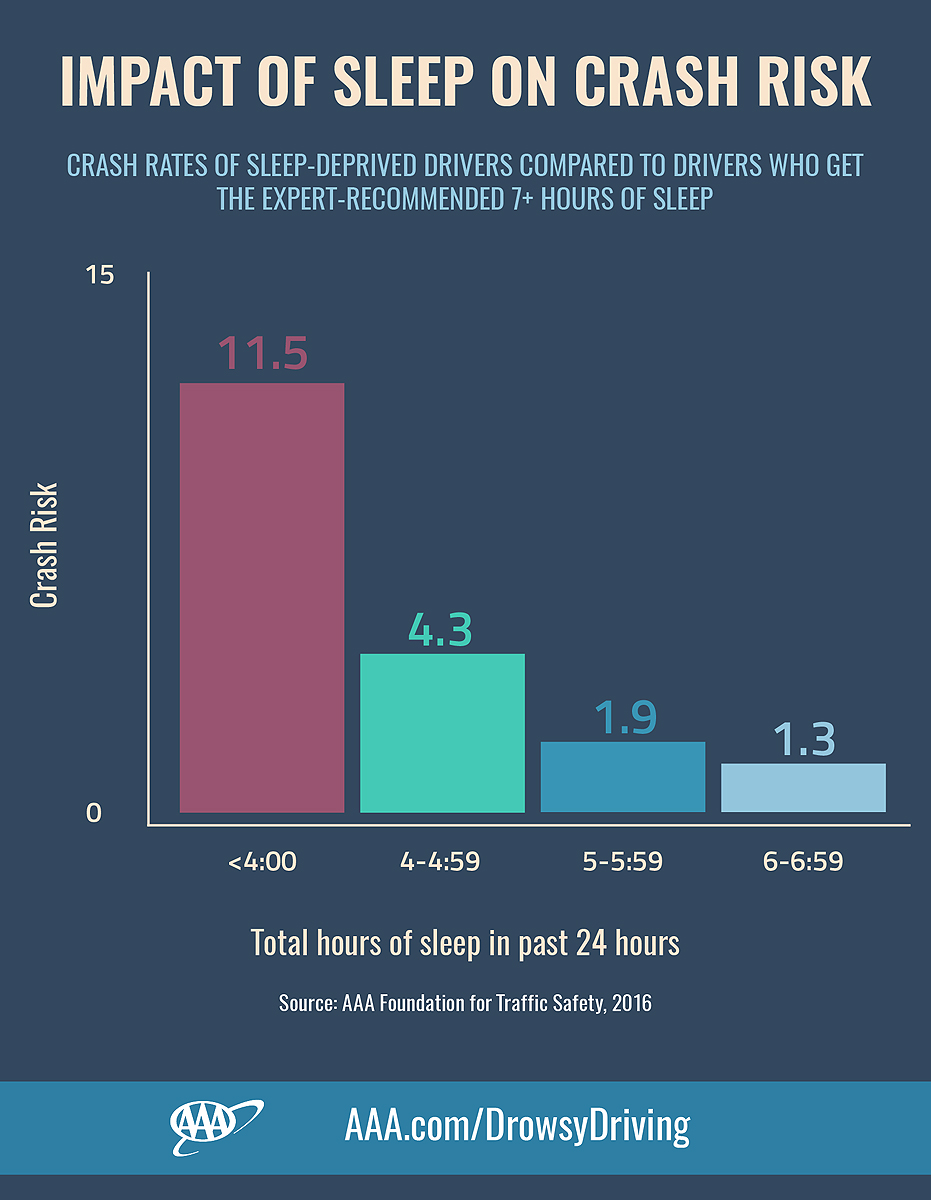 IMPACT OF SLEEP ON CRASH RISK
CRASH RATES OF SLEEP-DEPRIVED DRIVERS COMPARED TO DRIVERS WHO GET
THE EXPERT-RECOMMENDED 7+ HOURS OF SLEEP
15
11.5
Crash Risk
4.3
1.9
1.3
0
<4:00
4-4:59
5-5:59
6-6:59
Total hours of sleep in past 24 hours
Source: AAA Foundation for Traffic Safety, 2016
AAA
AAA.com/DrowsyDriving